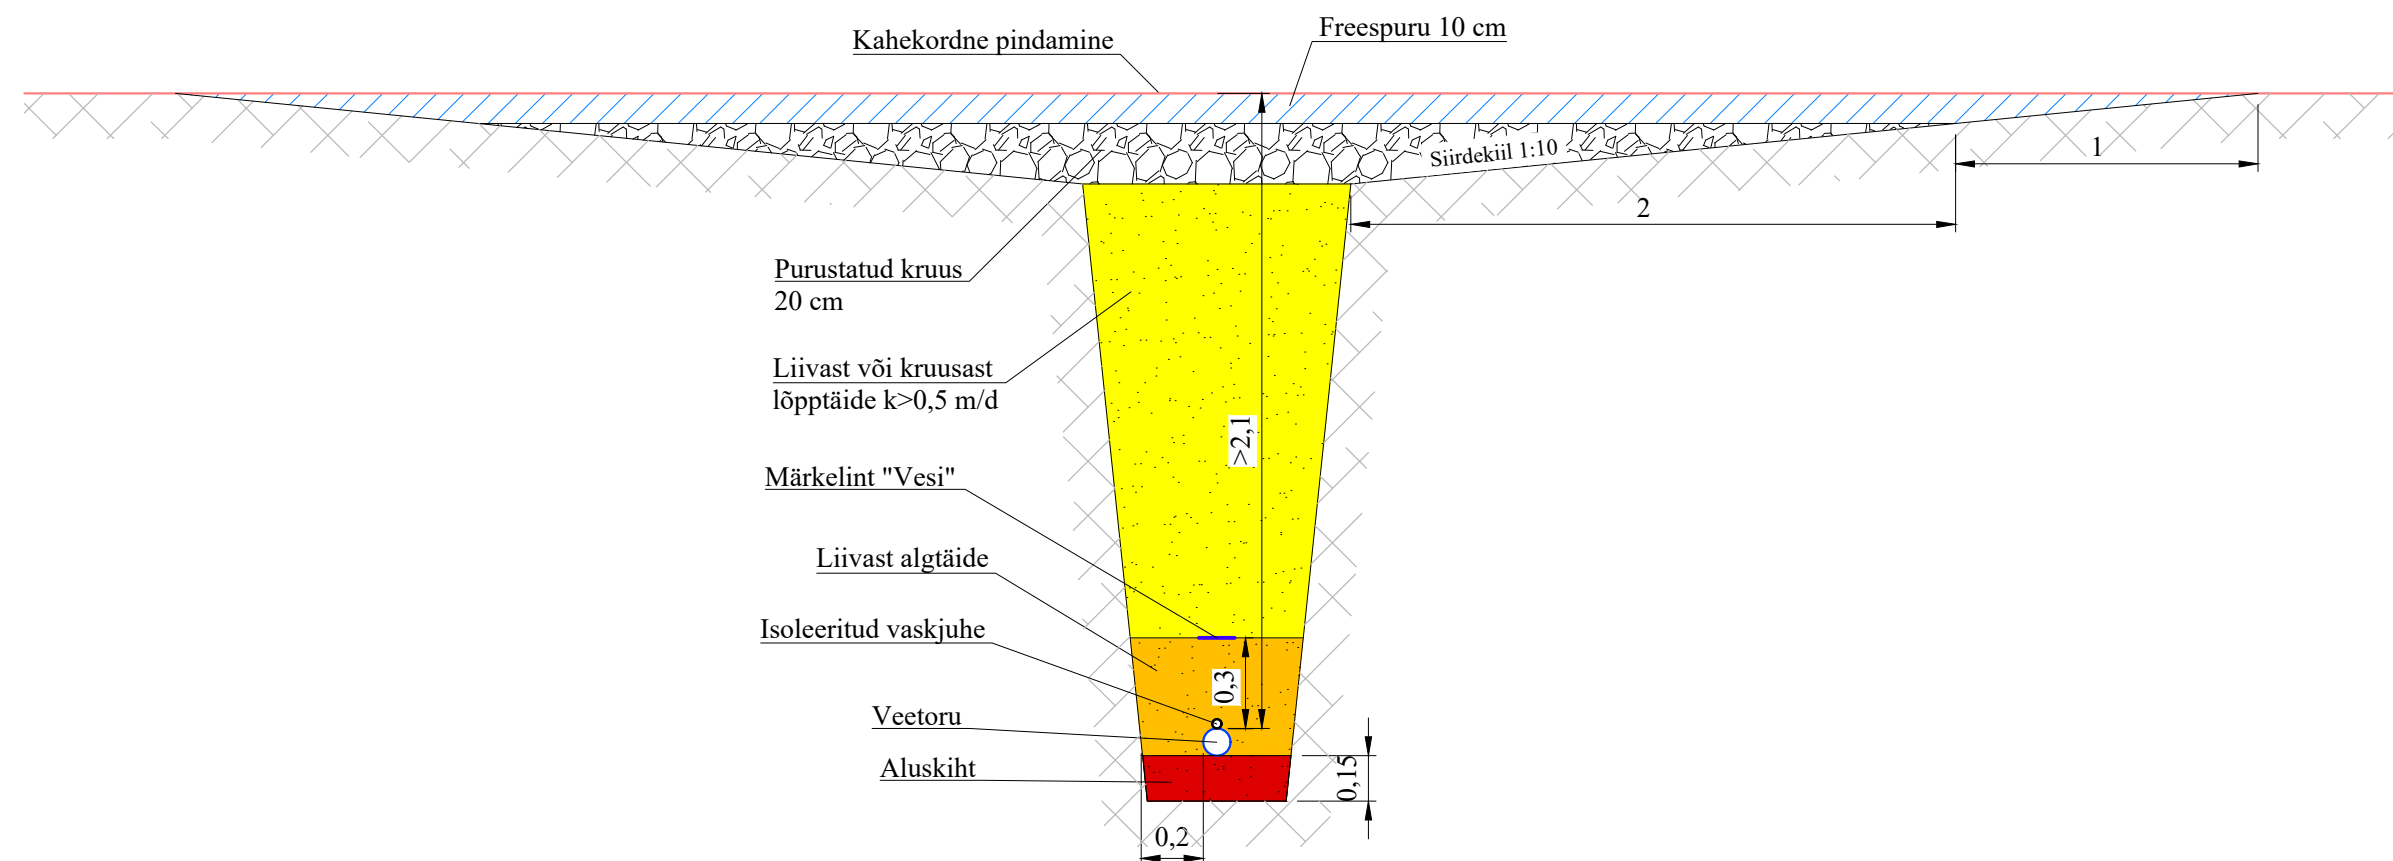 Kahekordne pindamine
Freespuru 10 cm
Siirdekiil 1:10
1
2
Purustatud kruus
20 cm
Liivast või kruusast
lõpptäide k>0,5 m/d
>2,1
Märkelint "Vesi"
Liivast algtäide
Isoleeritud vaskjuhe
0,3
Veetoru
Aluskiht
0,15
0,2